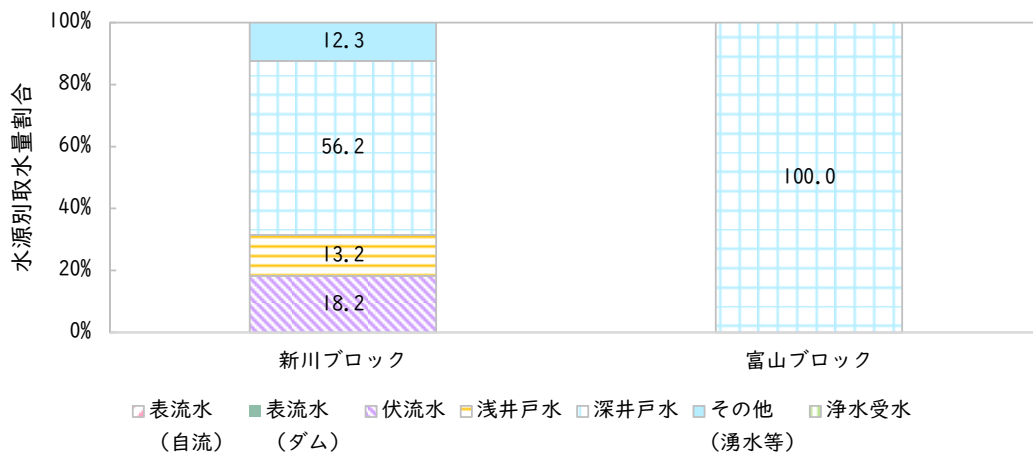 100%
80%
60%
40%
20%
0%
水源別取水量割合
12.3
56.2
13.2
18.2
100.0
新川ブロック 富山ブロック
表流水 表流水 伏流水 浅井戸水 深井戸水 その他 浄水受水
（自流） （ダム） （湧水等）